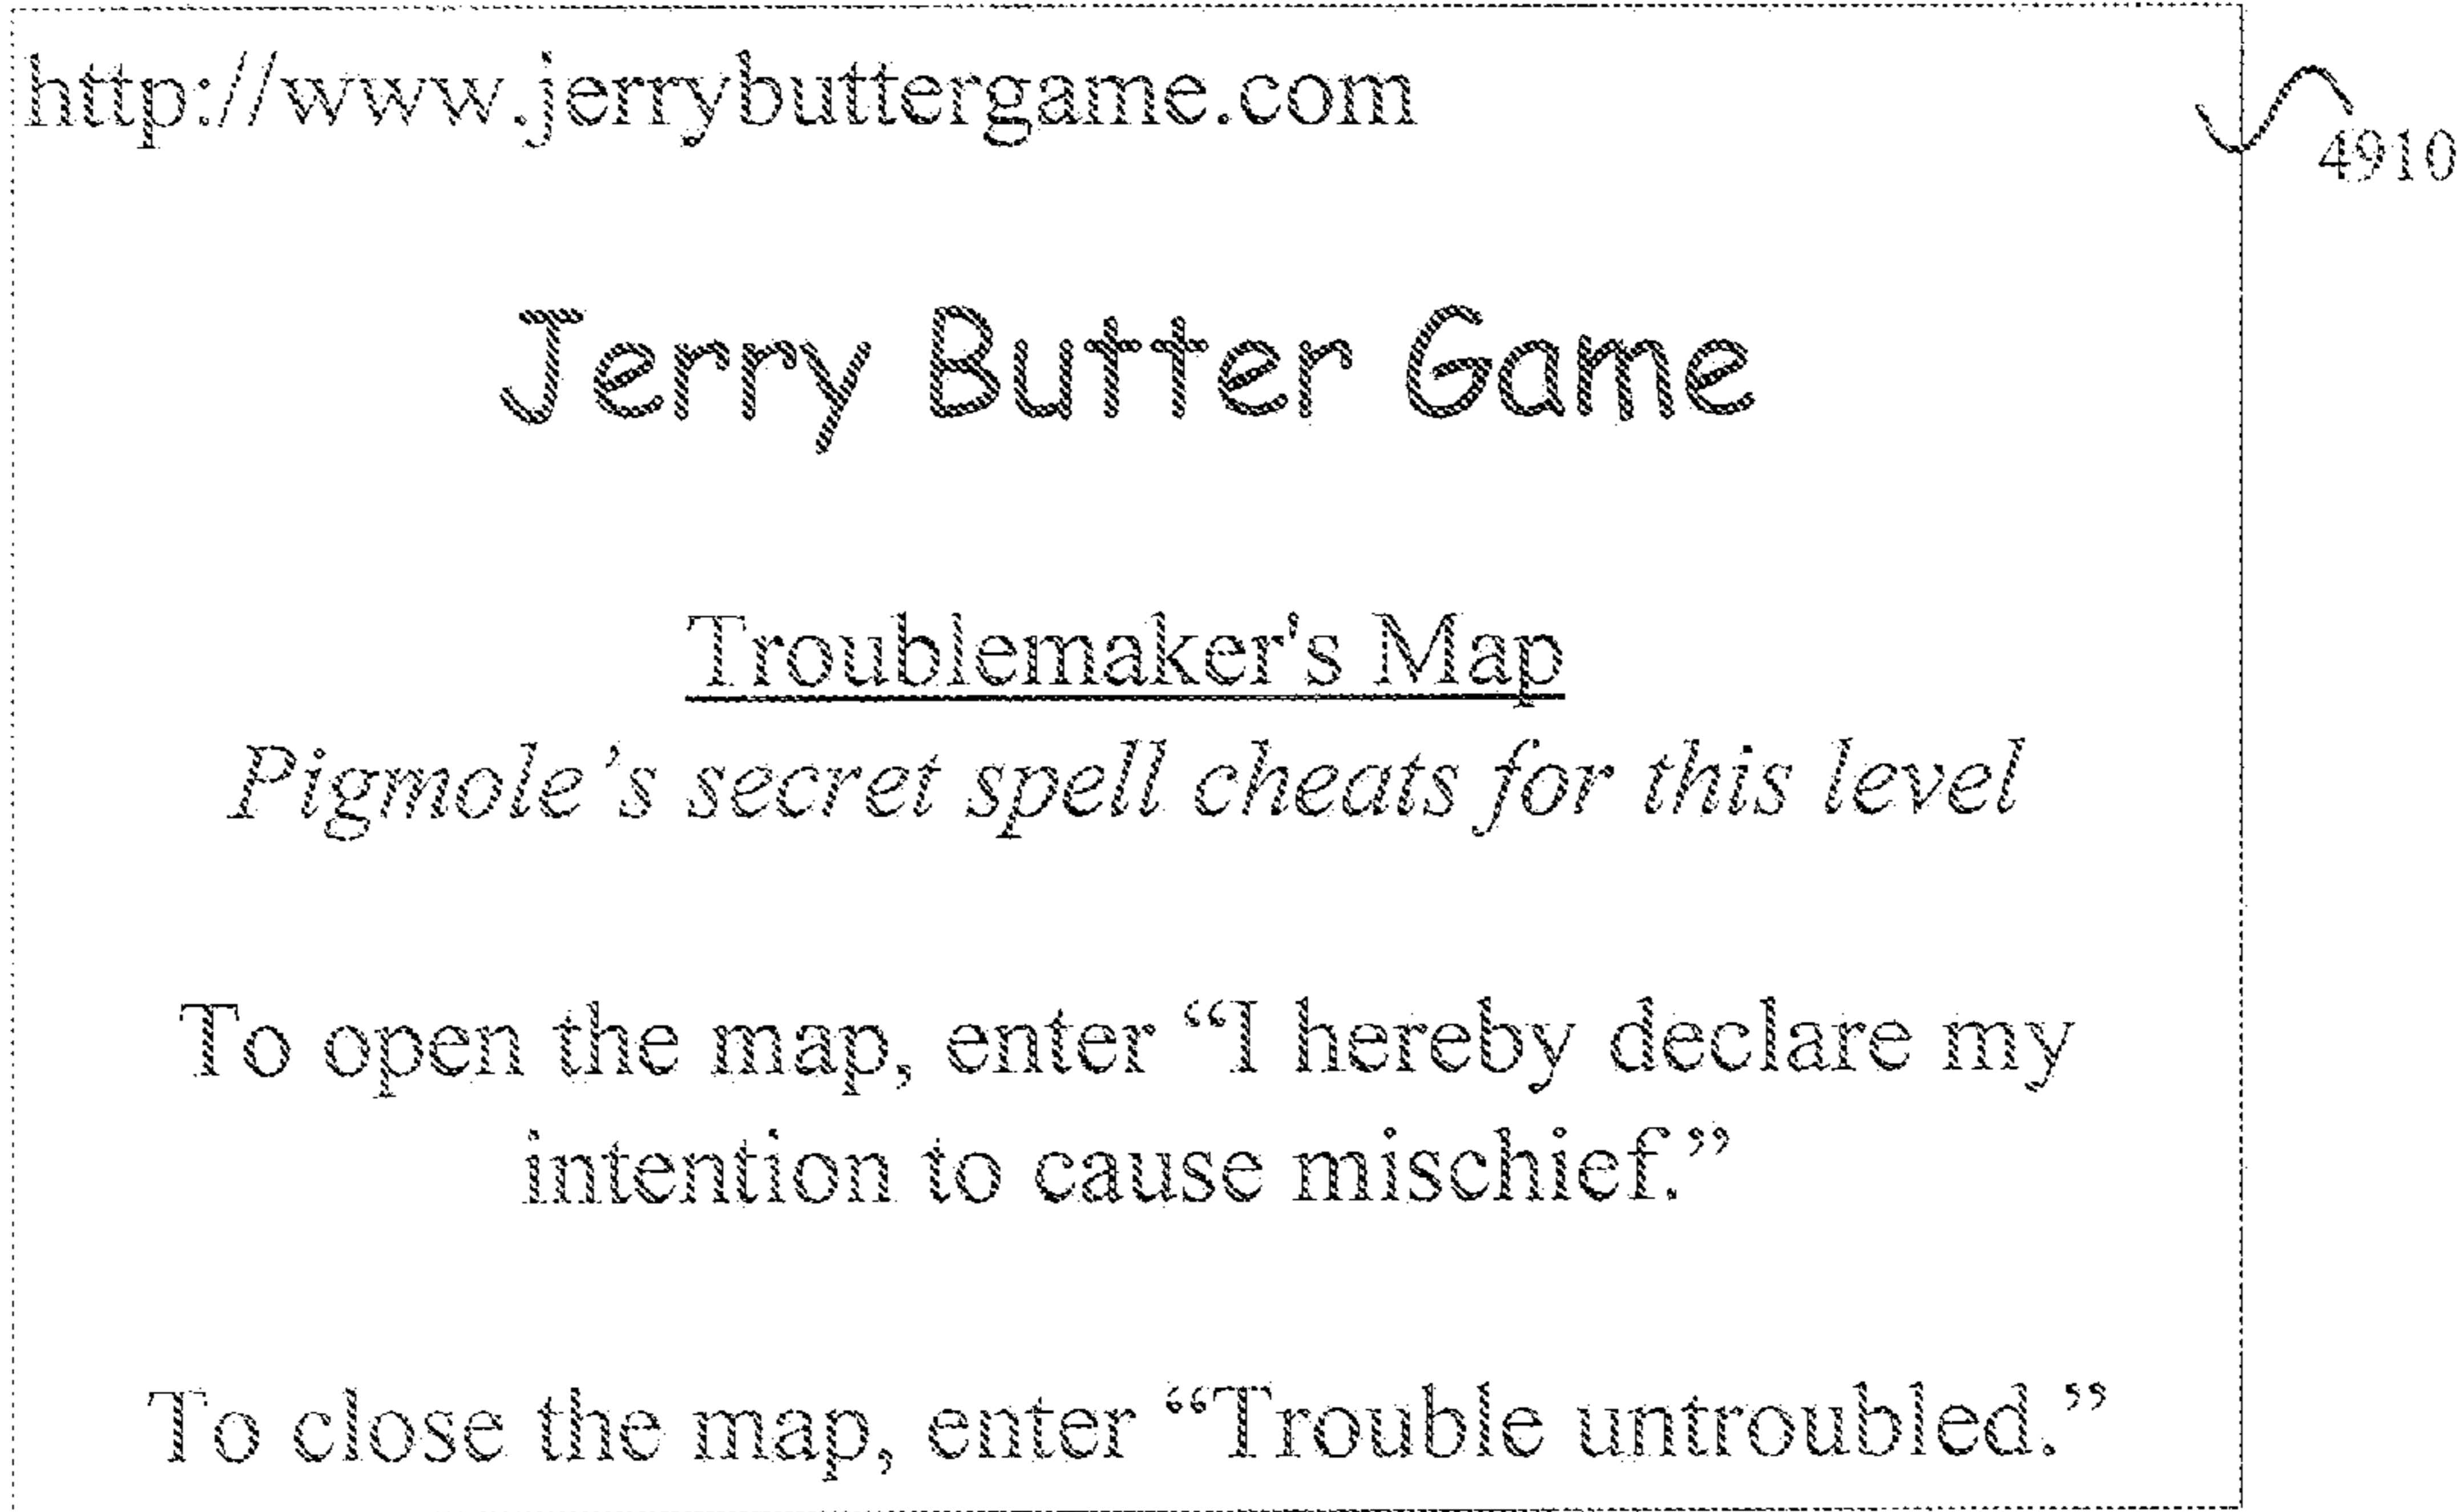 http://www.jerrybuttergame.com
4910
Jerry Butter Game
Troublemaker's Map
Pigmole’s secret spell cheats for this level
To open the map, enter “I hereby declare my
intention to cause mischief.”
To close the map, enter “Trouble untroubled.”